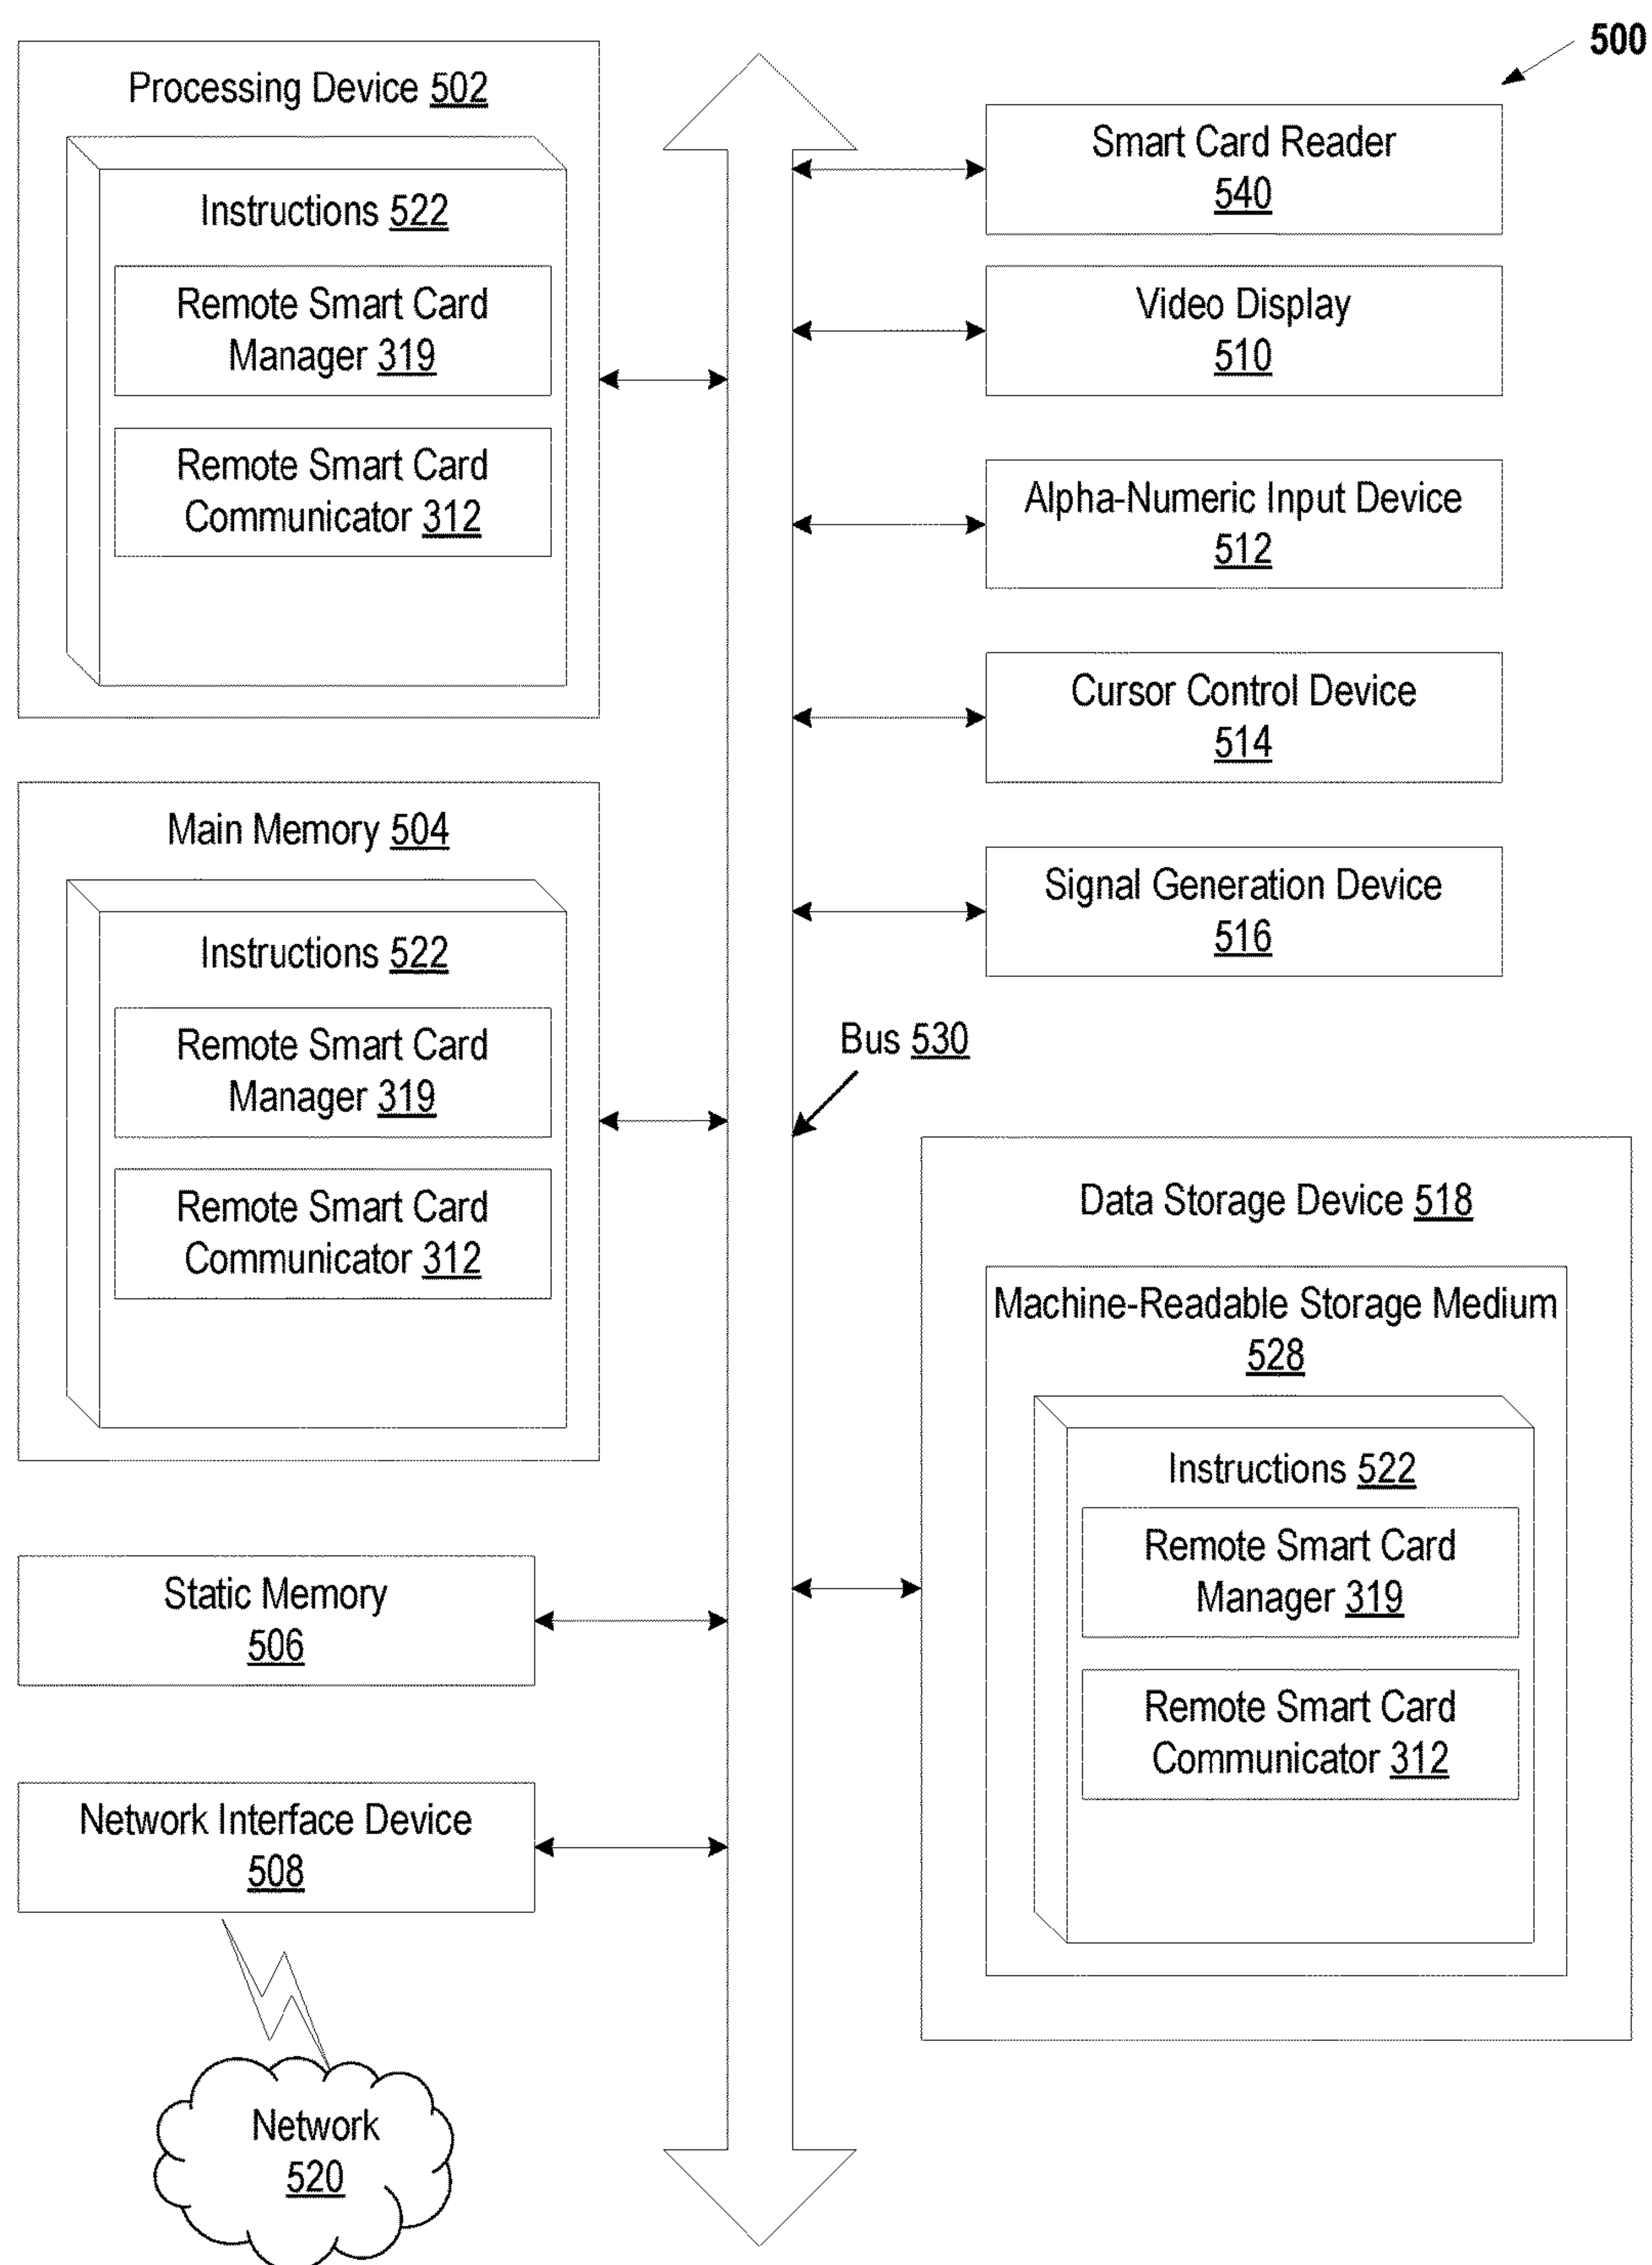 500
Processing Device 502
Instructions 522
Remote Smart Card
Manager 319
Remote Smart Card
Communicator 312
Main Memory 504
Instructions 522
Remote Smart Card
Manager 319
Remote Smart Card
Communicator 312
Static Memory
506
Network Interface Device
508
Network
520
Smart Card Reader
540
Video Display
510
Alpha-Numeric Input Device
512
Cursor Control Device
514
Signal Generation Device
516
Bus 530
Data Storage Device 518
Machine-Readable Storage Medium
528
Instructions 522
Remote Smart Card
Manager 319
Remote Smart Card
Communicator 312